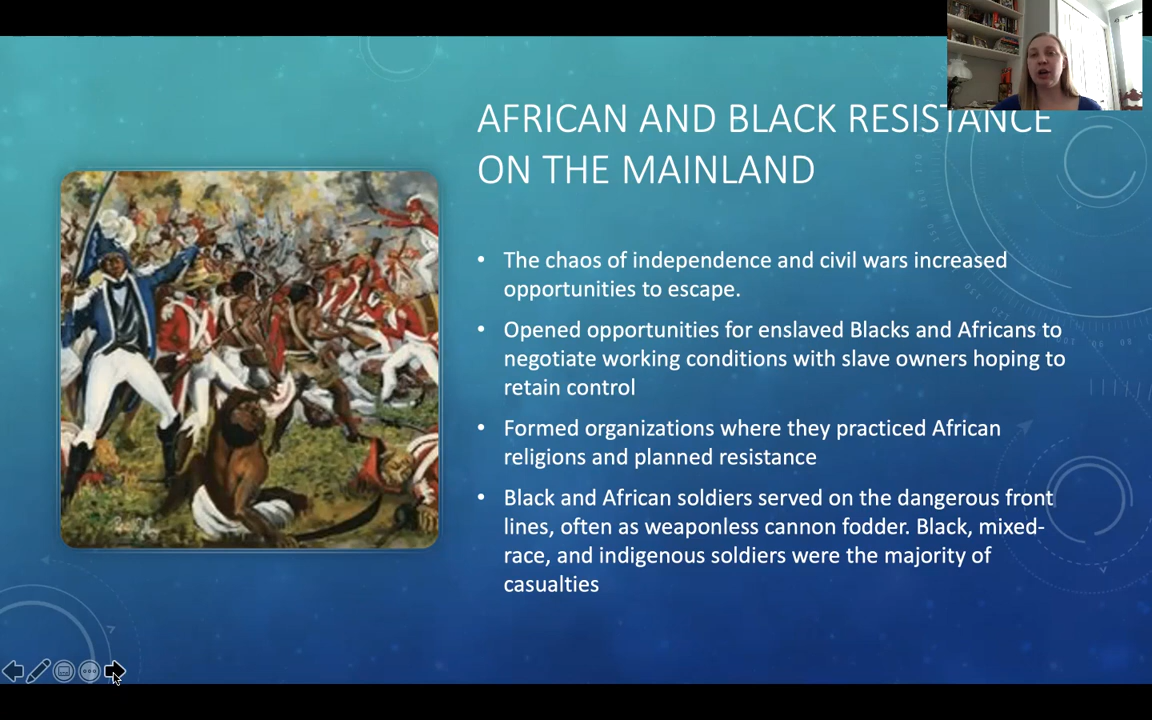 AFRICAN AND BLACK RESISTANCE
ON THE MAINLAND
• The chaos of independence and civil wars increased
opportunities to escape.
• Opened opportunities for enslaved Blacks and Africans to
negotiate working conditions with slave owners hoping to
retain control
• Formed organizations where they practiced African
religions and planned resistance
• Black and African soldiers served on the dangerous front
lines, often as weaponless cannon fodder. Black, mixed-
race, and indigenous soldiers were the majority of
casualties